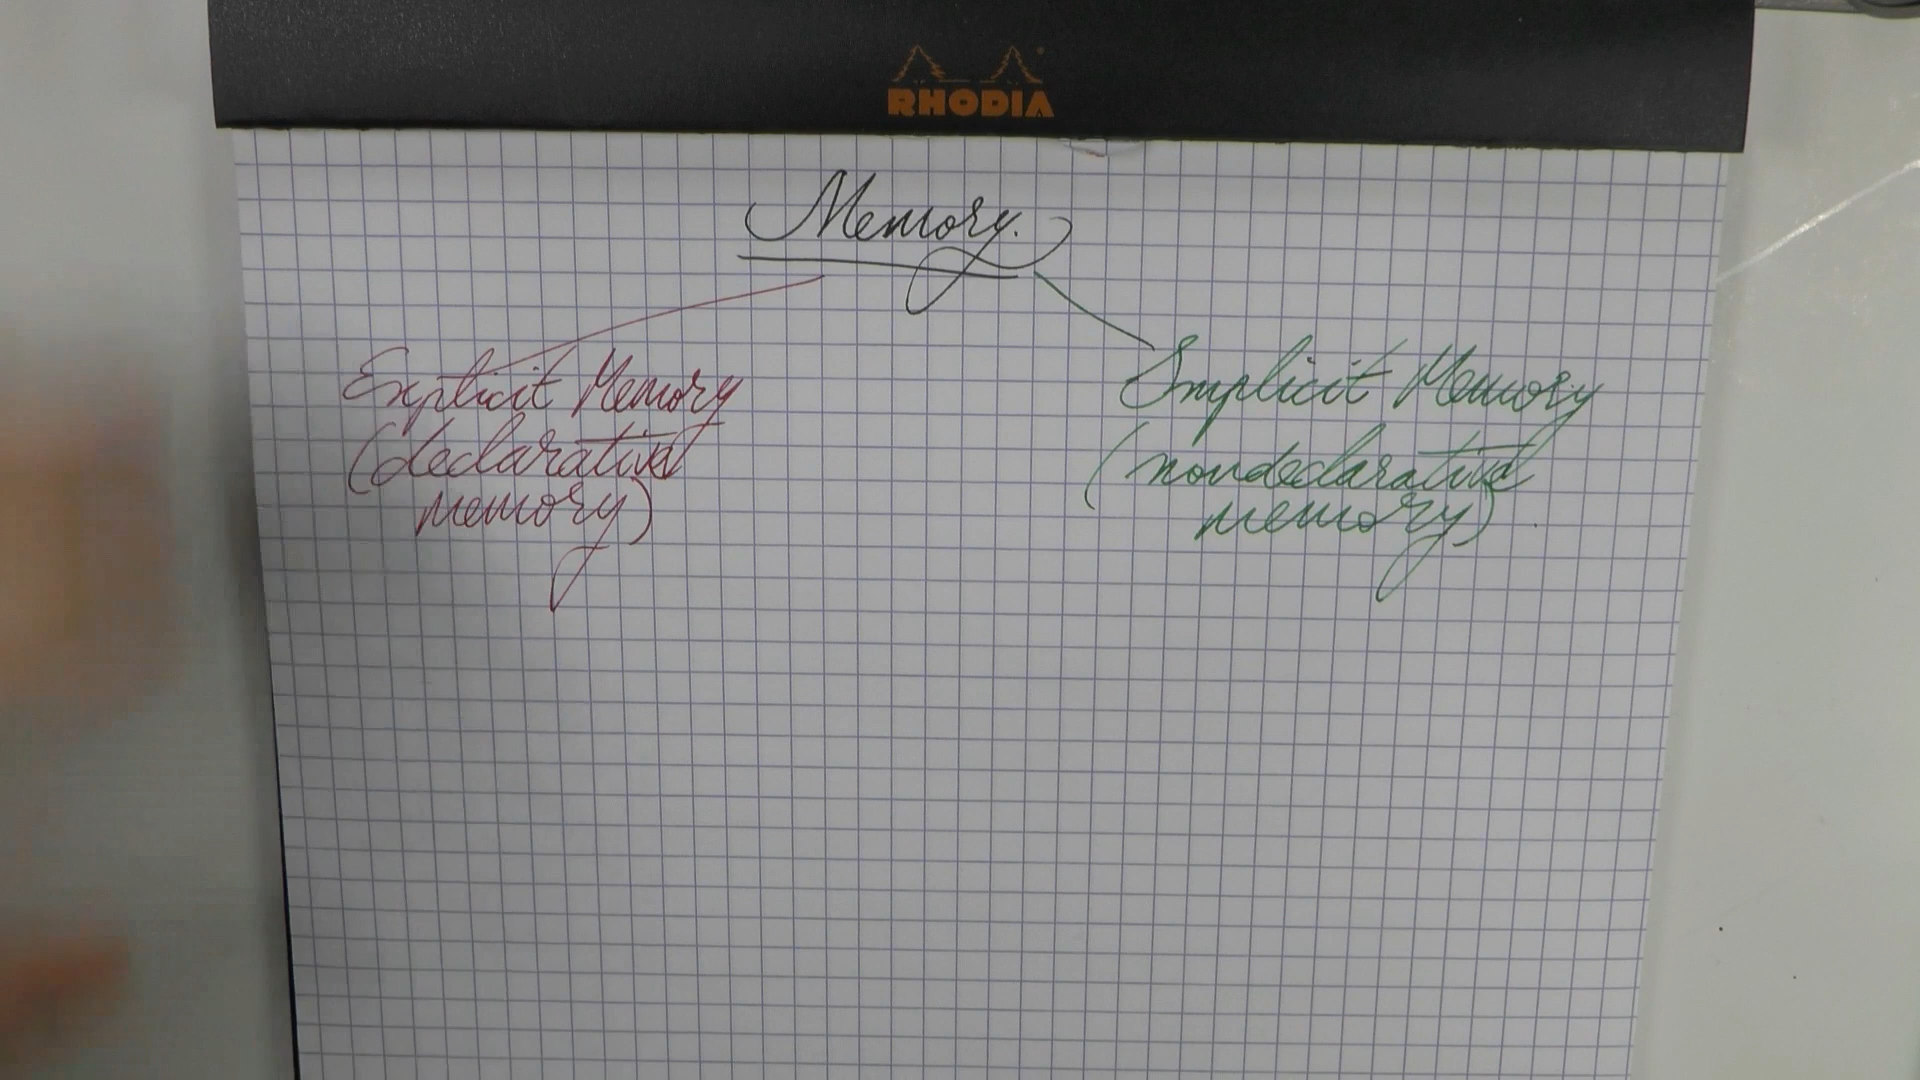 RHODIA
Memory.
Explicit Memory
(declarative
memory)
Implicit Memory
(nondeclarative
memory)